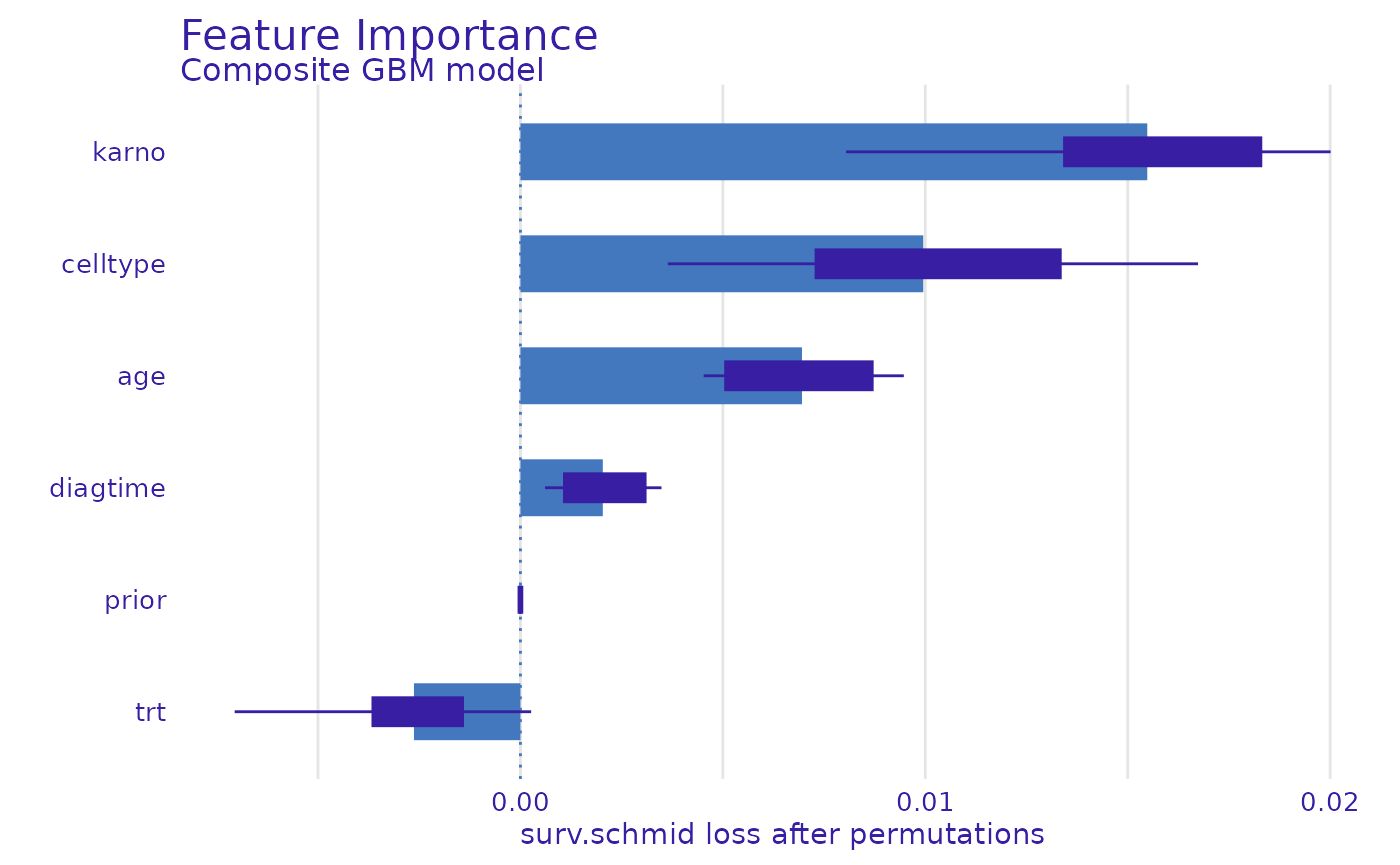 Feature Importance
Composite GBM model
karno
celltype
age
diagtime
prior
trt
0.00 0.01 0.02
surv.schmid loss after permutations